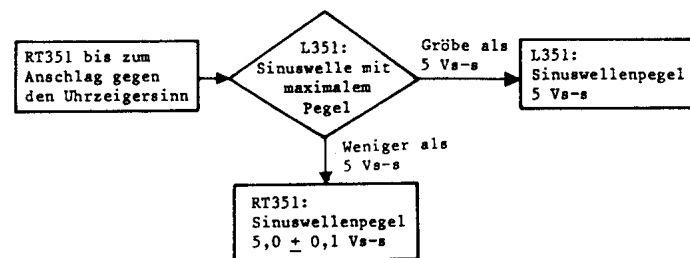 RT351 bis zum
Anschlag gegen
den Uhrzeigersinn
L351:
Sinuswelle mit
maximalem
Pegel
Gröbe als
5 Vs-s
L351:
Sinuswellenpegel
5 Vs-s
Weniger als
5 Vs-s
RT351:
Sinuswellenpegel
5,0 ± 0,1 Vs-s